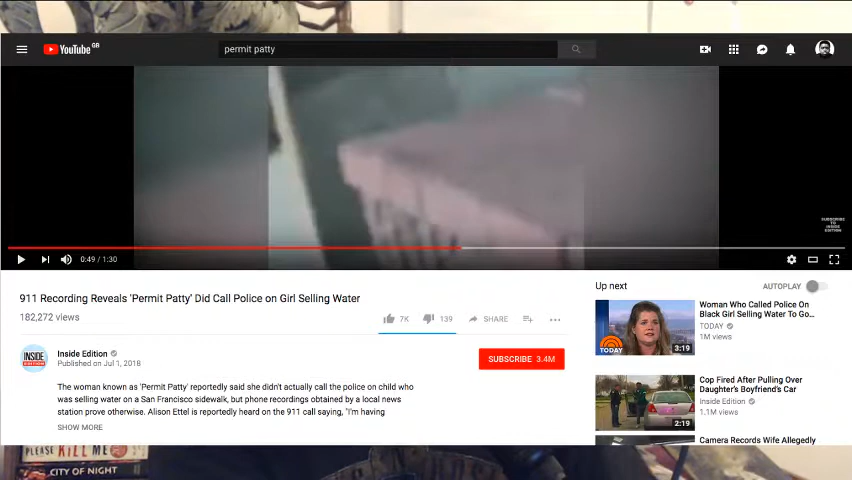 YouTube GB
permit patty
SUBSCRIBE
TO
INSIDE
EDITION
0:49 / 1:30
911 Recording Reveals 'Permit Patty' Did Call Police on Girl Selling Water
182,272 views
7K
139
SHARE
INSIDE
EDITION
Inside Edition
Published on Jul 1, 2018
SUBSCRIBE 3.4M
The woman known as 'Permit Patty' reportedly said she didn't actually call the police on child who
was selling water on a San Francisco sidewalk, but phone recordings obtained by a local news
station prove otherwise. Alison Ettel is reportedly heard on the 911 call saying, "I'm having
SHOW MORE
Up next
AUTOPLAY
TODAY
3:19
Woman Who Called Police On
Black Girl Selling Water To Go...
TODAY
1M views
2:19
Cop Fired After Pulling Over
Daughter's Boyfriend's Car
Inside Edition
1.1M views
Camera Records Wife Allegedly
PLEASE KILL ME
CITY OF NIGHT